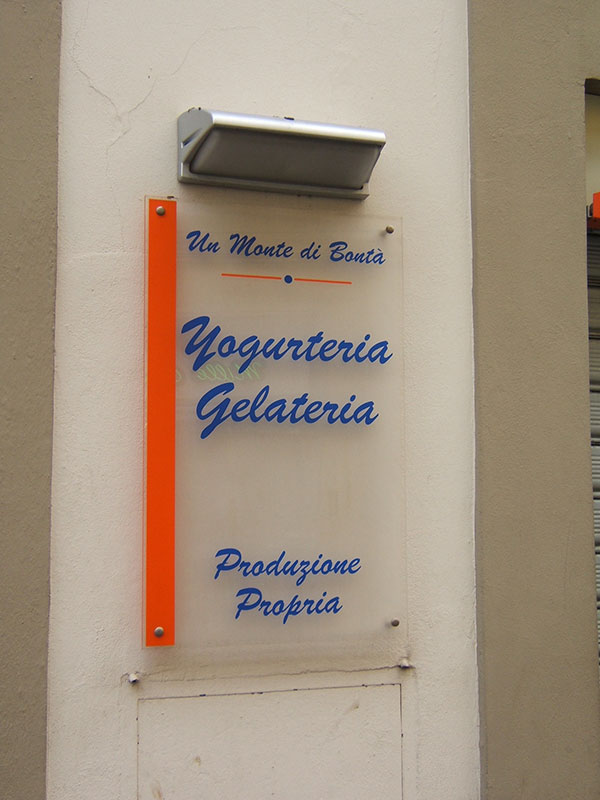 Un Monte di Bontà
Yogurteria
Gelateria
Produzione
Propria